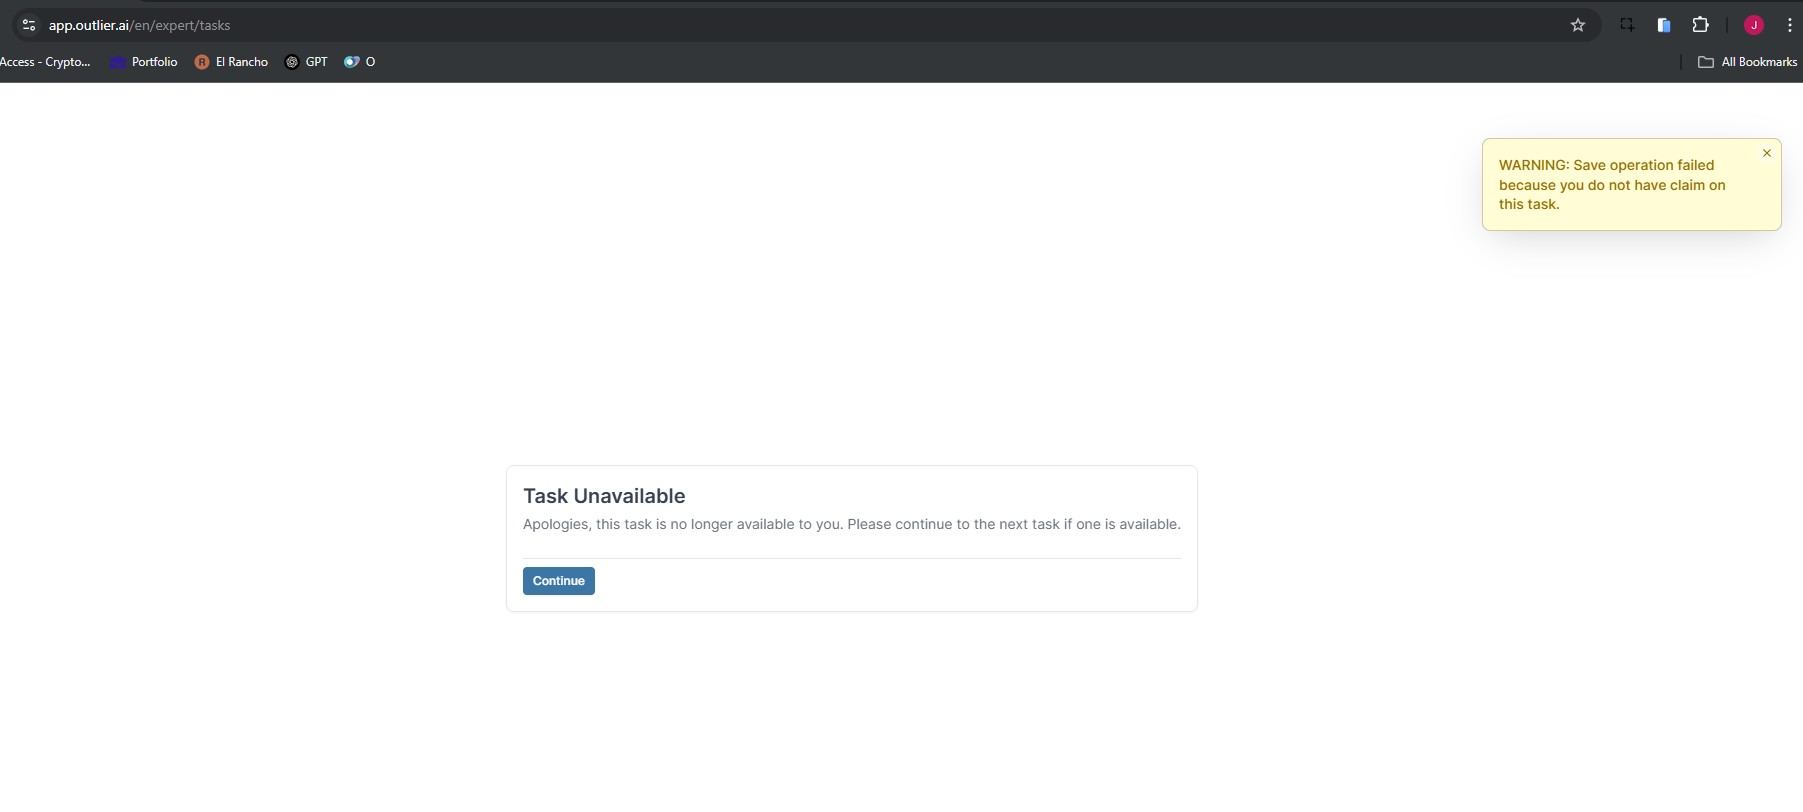 app.outlier.ai/en/expert/tasks
J
Access - Crypto...
Portfolio
R
El Rancho
GPT
O
All Bookmarks
WARNING: Save operation failed
because you do not have claim on
this task.
Task Unavailable
Apologies, this task is no longer available to you. Please continue to the next task if one is available.
Continue